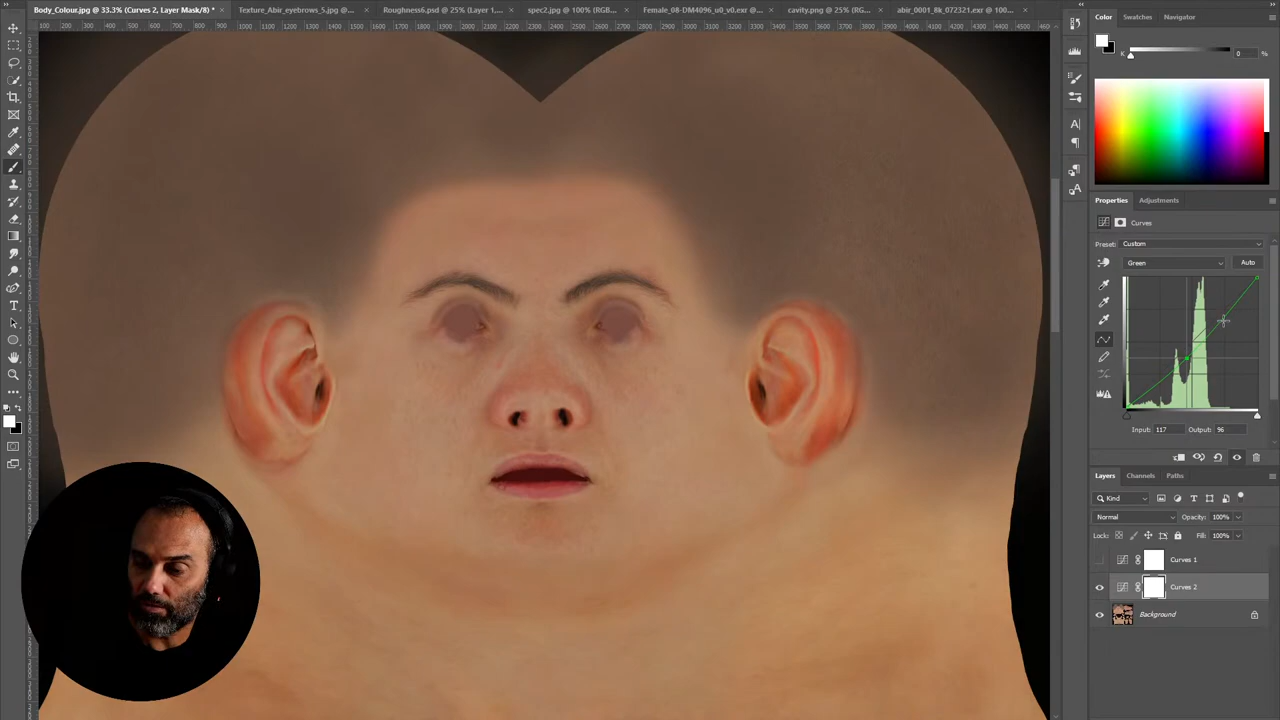 Body_Colour.jpg @ 33.3% (Curves 2, Layer Mask/8) *
Texture_Abir_eyebrows_5.jpg @...
Roughness6.psd @ 25% (Layer 1,...
spec2.jpg @ 100% (RGB...
Female_08-DM4096_u0_v0.exr @...
cavity.png @ 25% (RG...
abir_0001_8k_072321.exr @ 100...
Color
Swatches
Navigator
K
0
%
Properties
Adjustments
Curves
Preset:
Custom
Green
Auto
Input: 117
Output: 96
Layers
Channels
Paths
Kind
Normal
Opacity: 100%
Lock:
Fill: 100%
Curves 1
Curves 2
Background